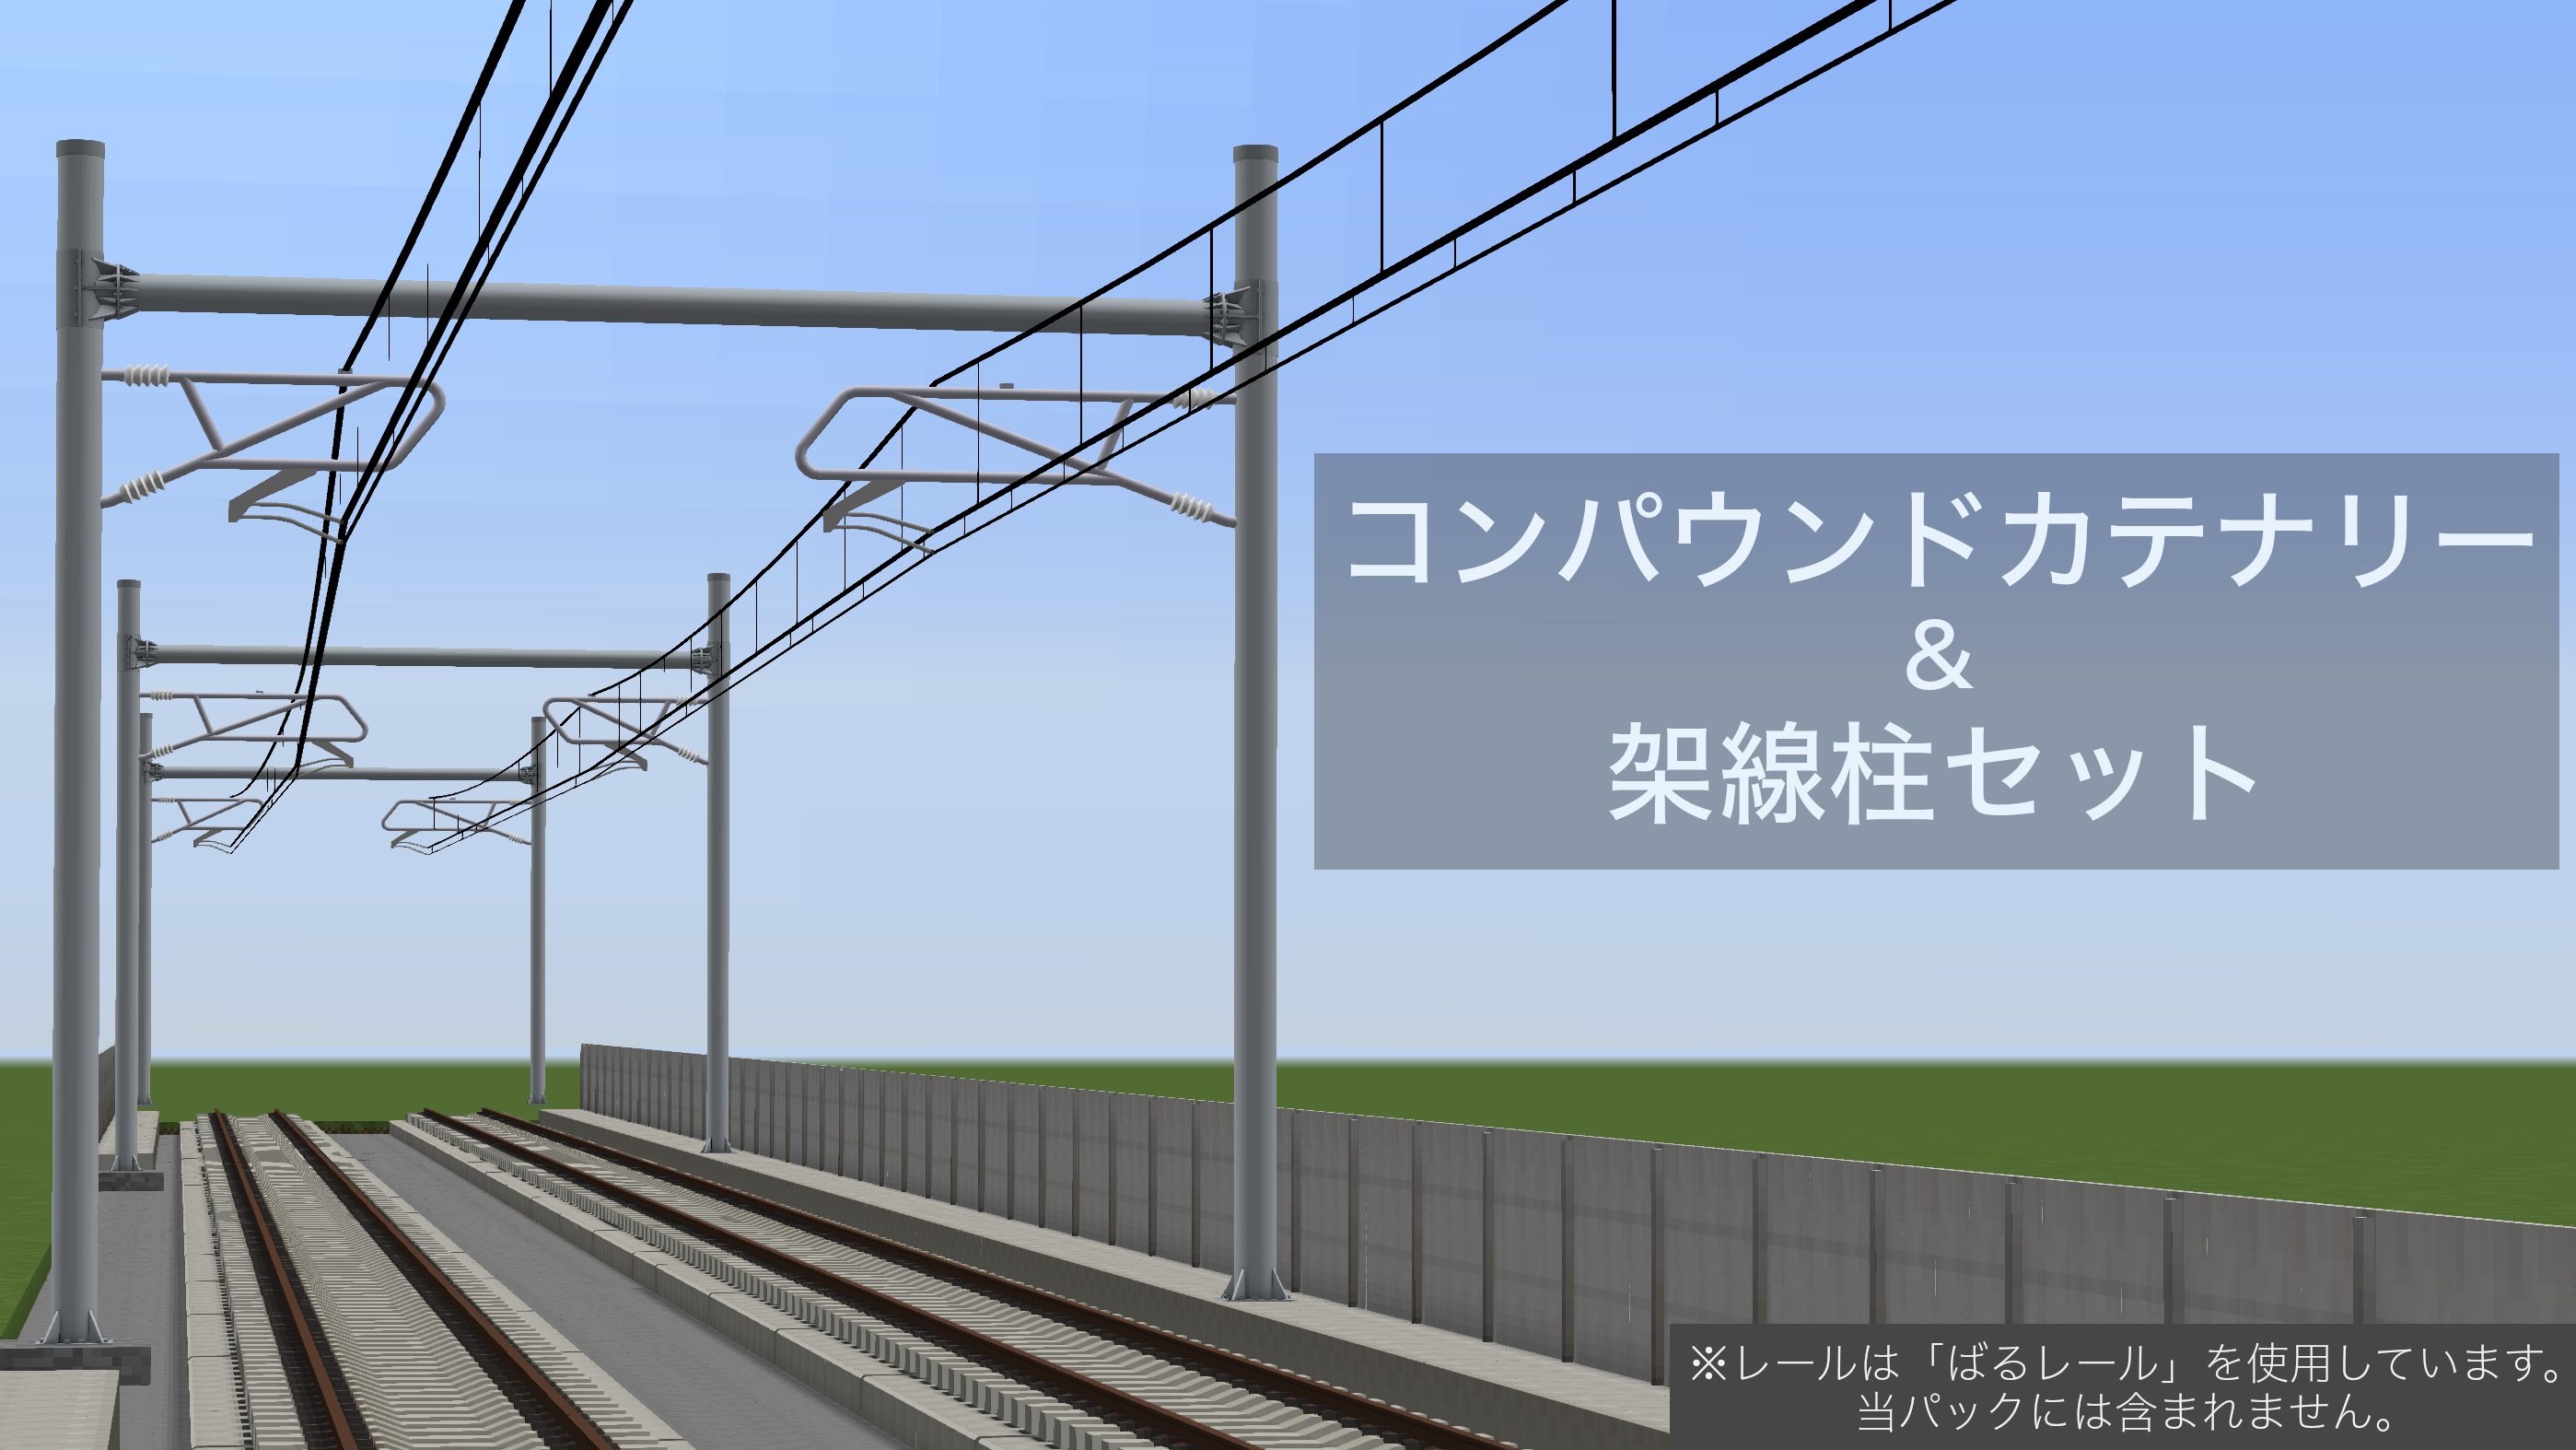 コンパウンドカテナリー
&
架線柱セット
※レールは「ばるレール」を使用しています。
当パックには含まれません。